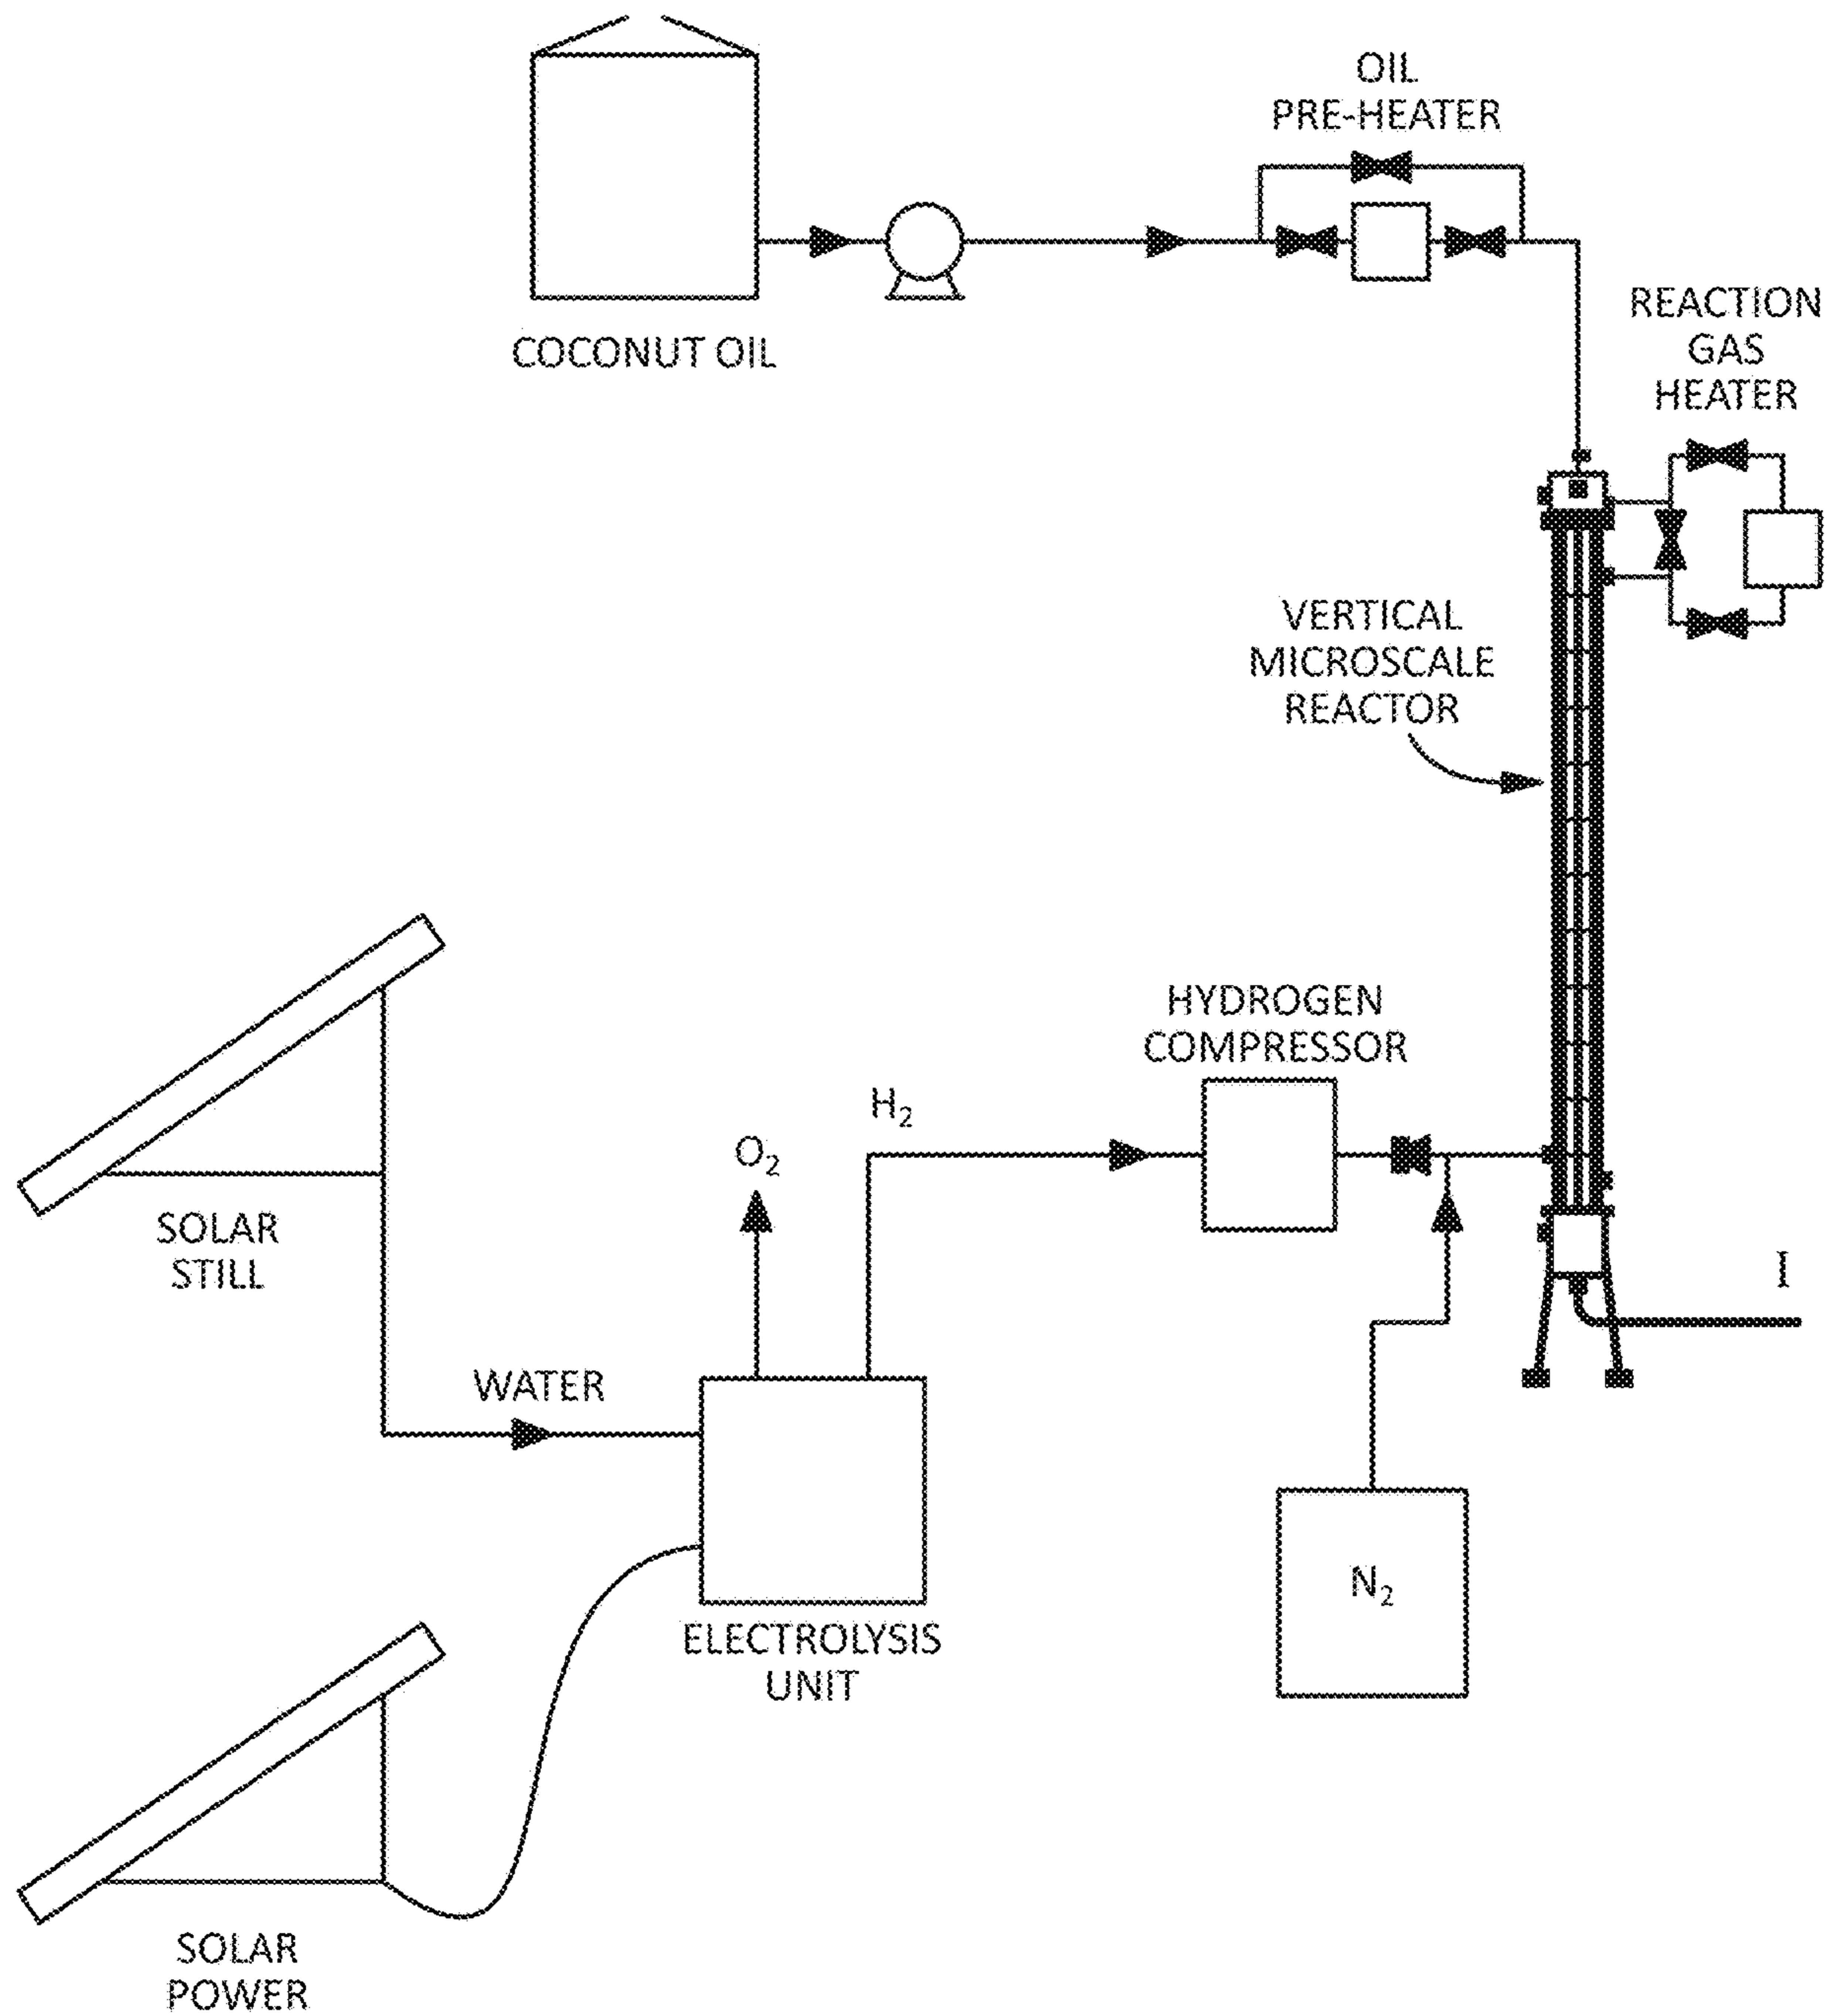 OIL
PRE-HEATER
COCONUT OIL
REACTION
GAS
HEATER
VERTICAL
MICROSCALE
REACTOR
HYDROGEN
COMPRESSOR
H₂
O₂
SOLAR
STILL
I
WATER
N₂
ELECTROLYSIS
UNIT
SOLAR
POWER